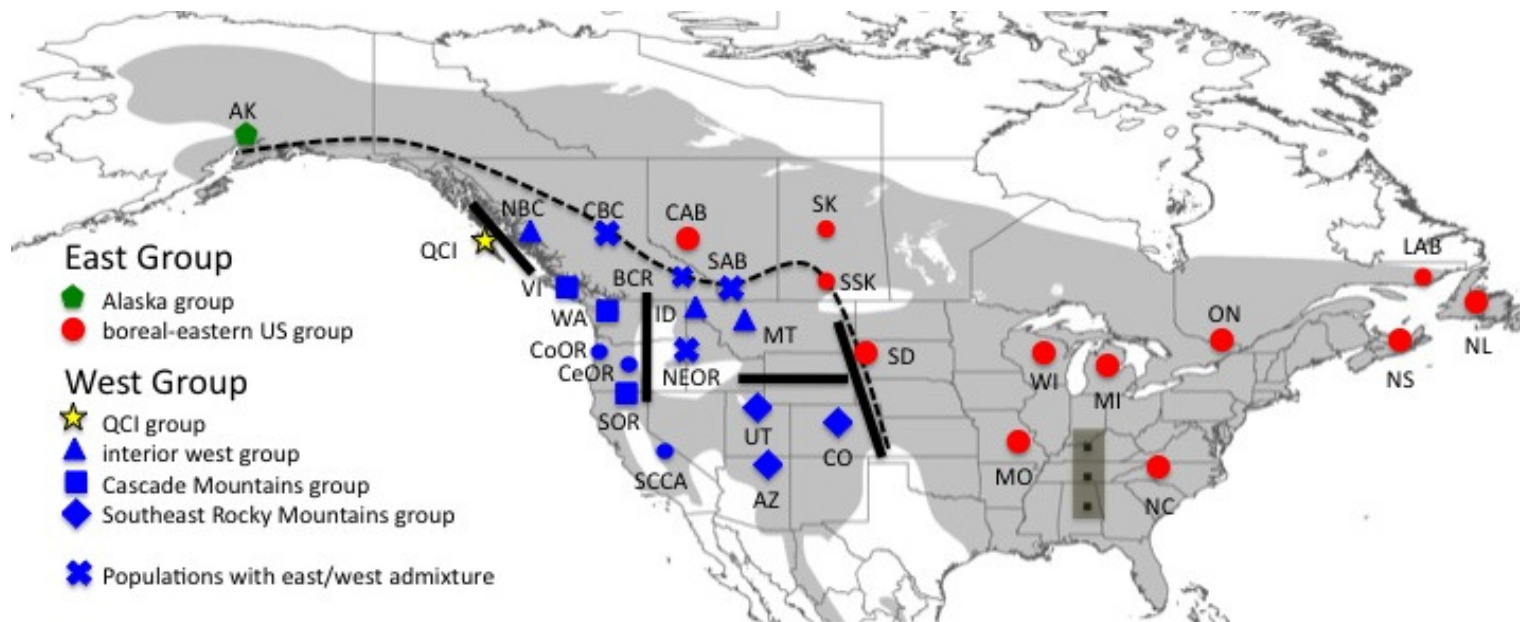 AK
NBC
CBC
CAB
SK
QCI
LAB
East Group
BCR
SAB
SSK
VI
Alaska group
boreal-eastern US group
WA
ID
MT
ON
NL
CoOR
CeOR
NEOR
SD
WI
MI
NS
West Group
QCI group
SOR
UT
CO
interior west group
SCCA
AZ
MO
NC
Cascade Mountains group
Southeast Rocky Mountains group
Populations with east/west admixture